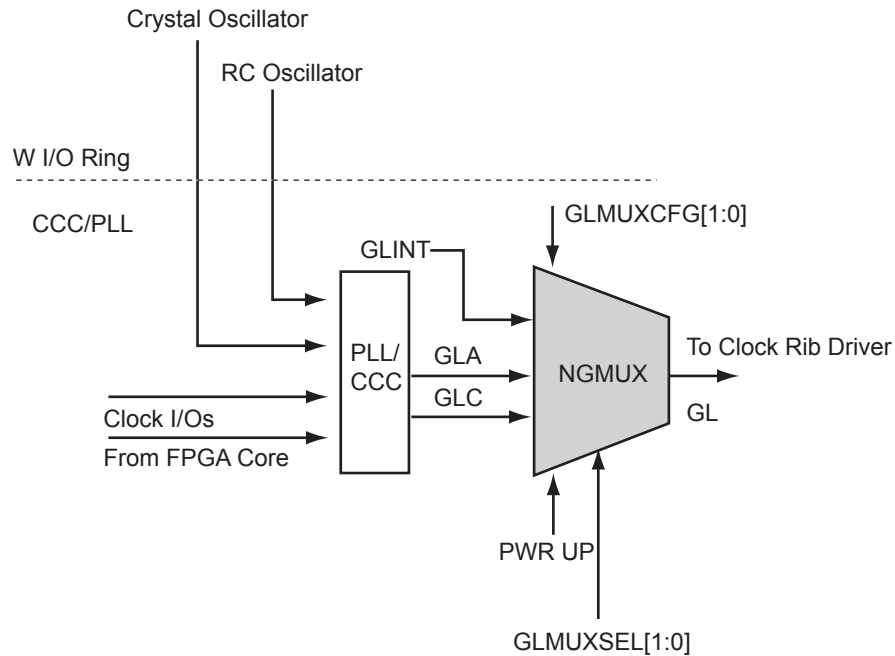 Crystal Oscillator
RC Oscillator
W I/O Ring
CCC/PLL
GLMUXCFG[1:0]
GLINT
PLL/
CCC
GLA
GLC
NGMUX
To Clock Rib Driver
GL
Clock I/Os
From FPGA Core
PWR UP
GLMUXSEL[1:0]